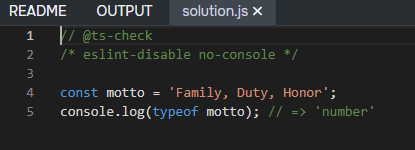 README OUTPUT solution.js ×
1 // @ts-check
2 /* eslint-disable no-console */
3
4 const motto = 'Family, Duty, Honor';
5 console.log(typeof motto); // => 'number'